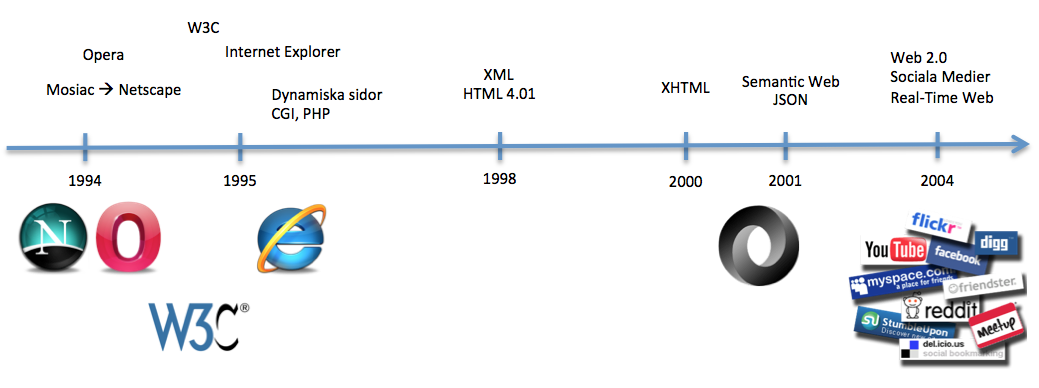 W3C
Opera
Internet Explorer
Mosiac → Netscape
Dynamiska sidor
CGI, PHP
XML
HTML 4.01
XHTML
Semantic Web
JSON
Web 2.0
Sociala Medier
Real-Time Web
1994
1995
1998
2000
2001
2004
N
O
e
W3C®
flickr
YouTube
facebook
digg
myspace.com
a place for friends
friendster.
reddit
StumbleUpon
Discover new
Meetup
del.icio.us
social bookmarking